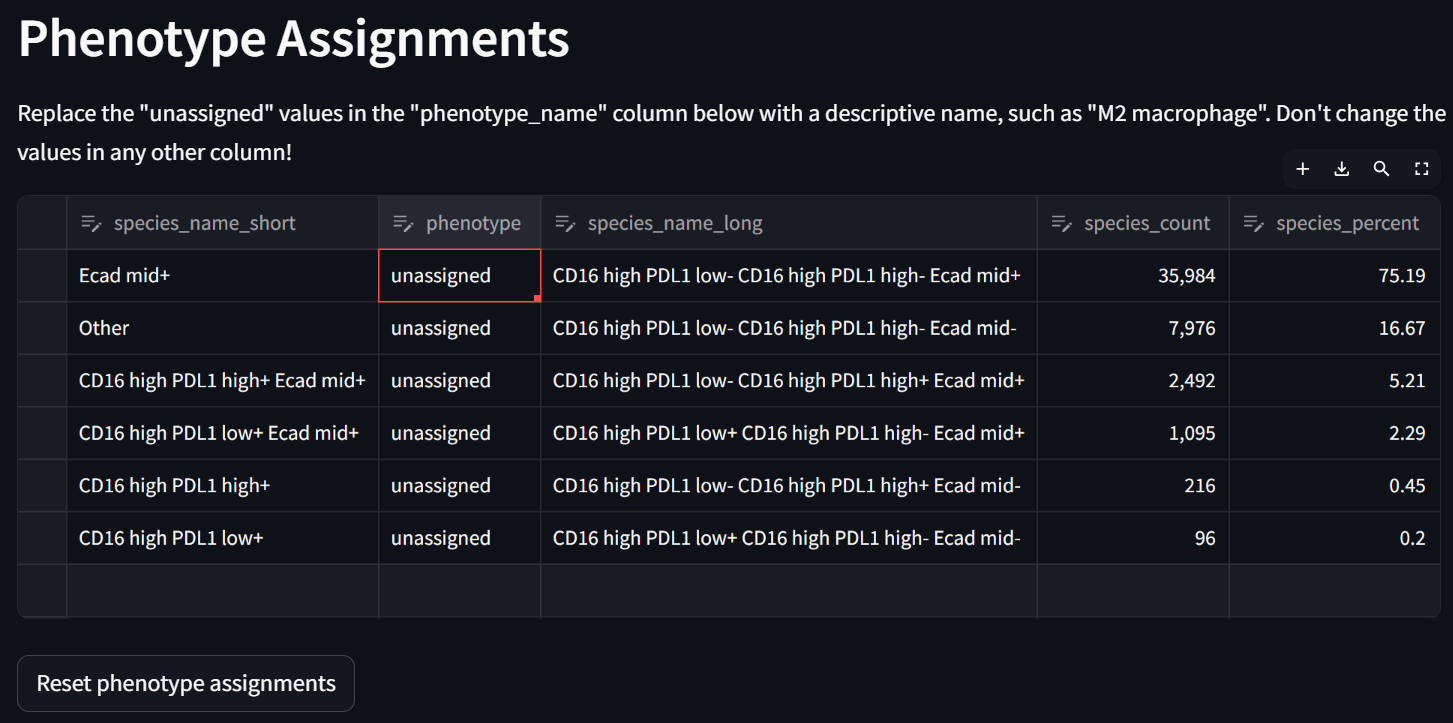 Phenotype Assignments
Replace the "unassigned" values in the "phenotype_name" column below with a descriptive name, such as "M2 macrophage". Don't change the
values in any other column!
species_name_short phenotype species_name_long species_count species_percent
Ecad mid+ unassigned CD16 high PDL1 low- CD16 high PDL1 high- Ecad mid+ 35,984 75.19
Other unassigned CD16 high PDL1 low- CD16 high PDL1 high- Ecad mid- 7,976 16.67
CD16 high PDL1 high+ Ecad mid+ unassigned CD16 high PDL1 low- CD16 high PDL1 high+ Ecad mid+ 2,492 5.21
CD16 high PDL1 low+ Ecad mid+ unassigned CD16 high PDL1 low+ CD16 high PDL1 high- Ecad mid+ 1,095 2.29
CD16 high PDL1 high+ unassigned CD16 high PDL1 low- CD16 high PDL1 high+ Ecad mid- 216 0.45
CD16 high PDL1 low+ unassigned CD16 high PDL1 low+ CD16 high PDL1 high- Ecad mid- 96 0.2
Reset phenotype assignments